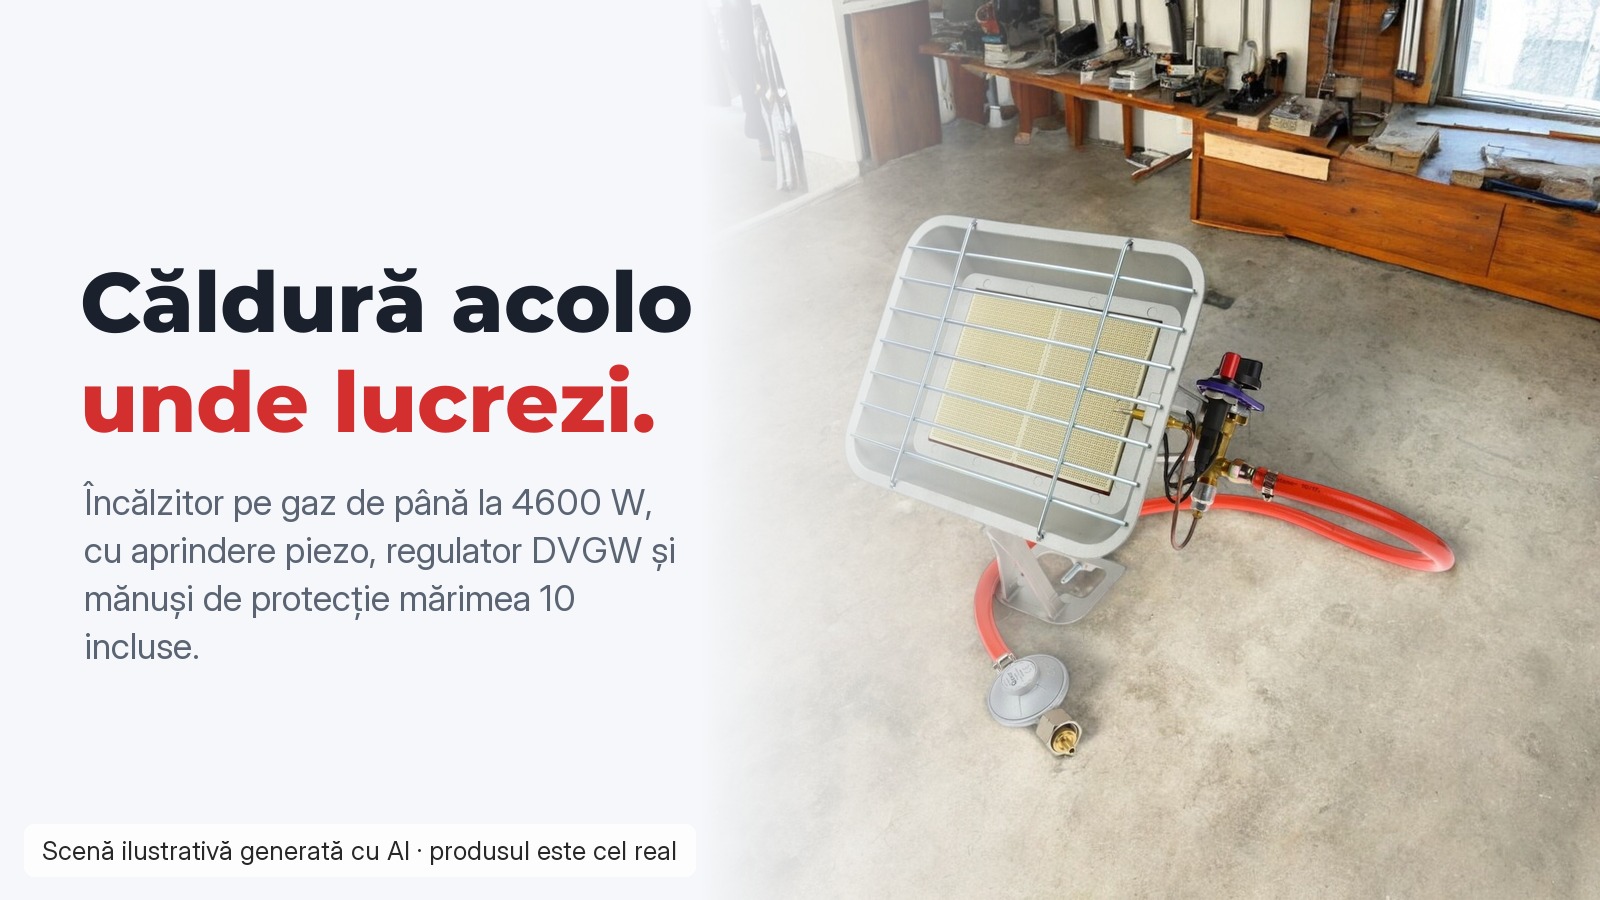 Căldură acolo
unde lucrezi.
Încălzitor pe gaz de până la 4600 W,
cu aprindere piezo, regulator DVGW și
mănuși de protecție mărimea 10
incluse.
Scenă ilustrativă generată cu AI · produsul este cel real